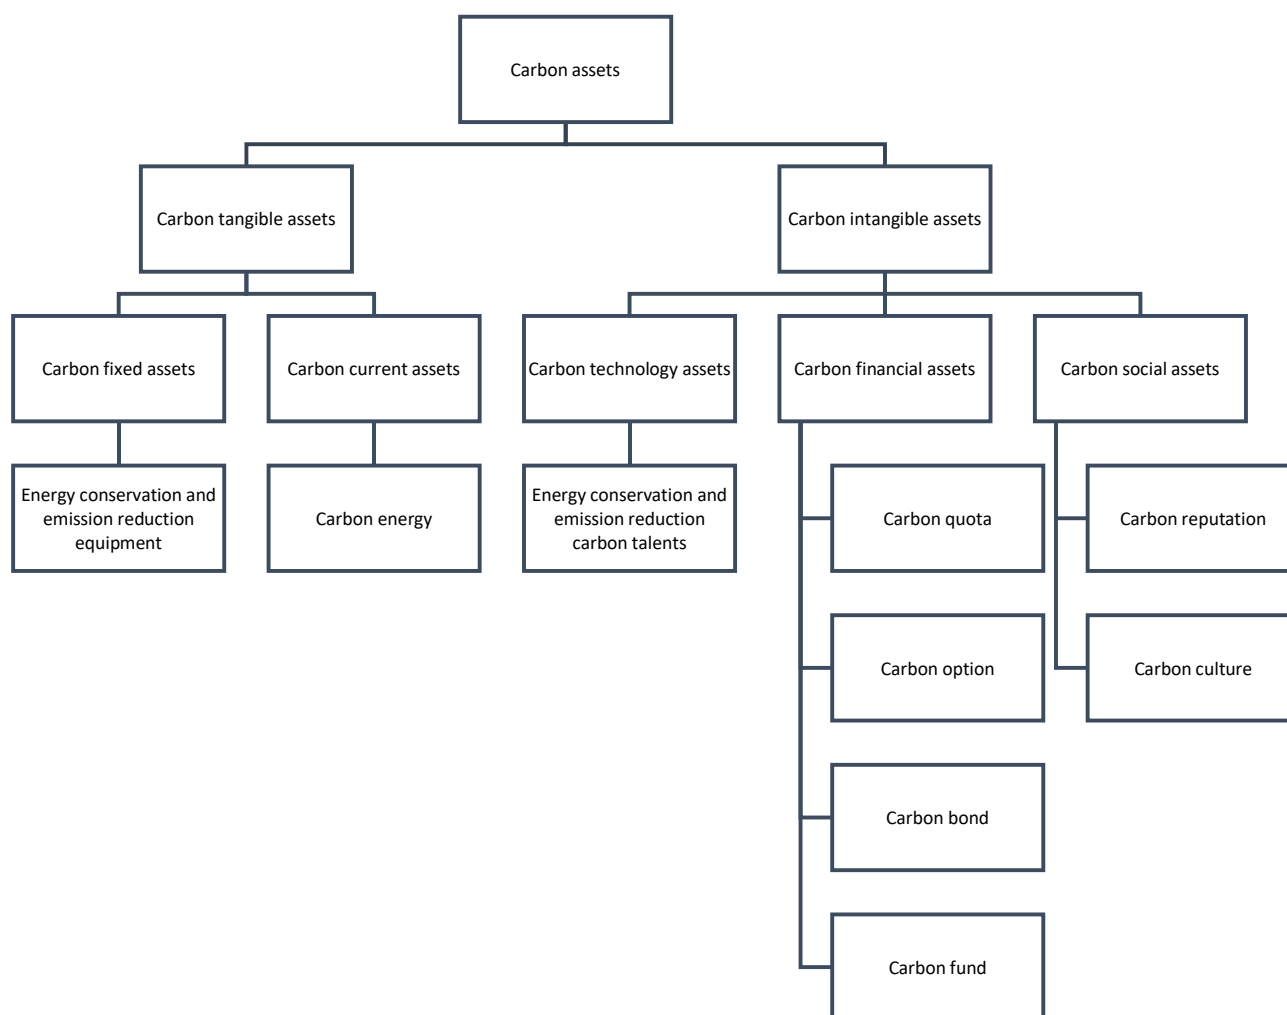 Carbon assets
Carbon tangible assets
Carbon intangible assets
Carbon fixed assets
Carbon current assets
Carbon technology assets
Carbon financial assets
Carbon social assets
Energy conservation and
emission reduction
equipment
Carbon energy
Energy conservation and
emission reduction
carbon talents
Carbon quota
Carbon reputation
Carbon option
Carbon culture
Carbon bond
Carbon fund